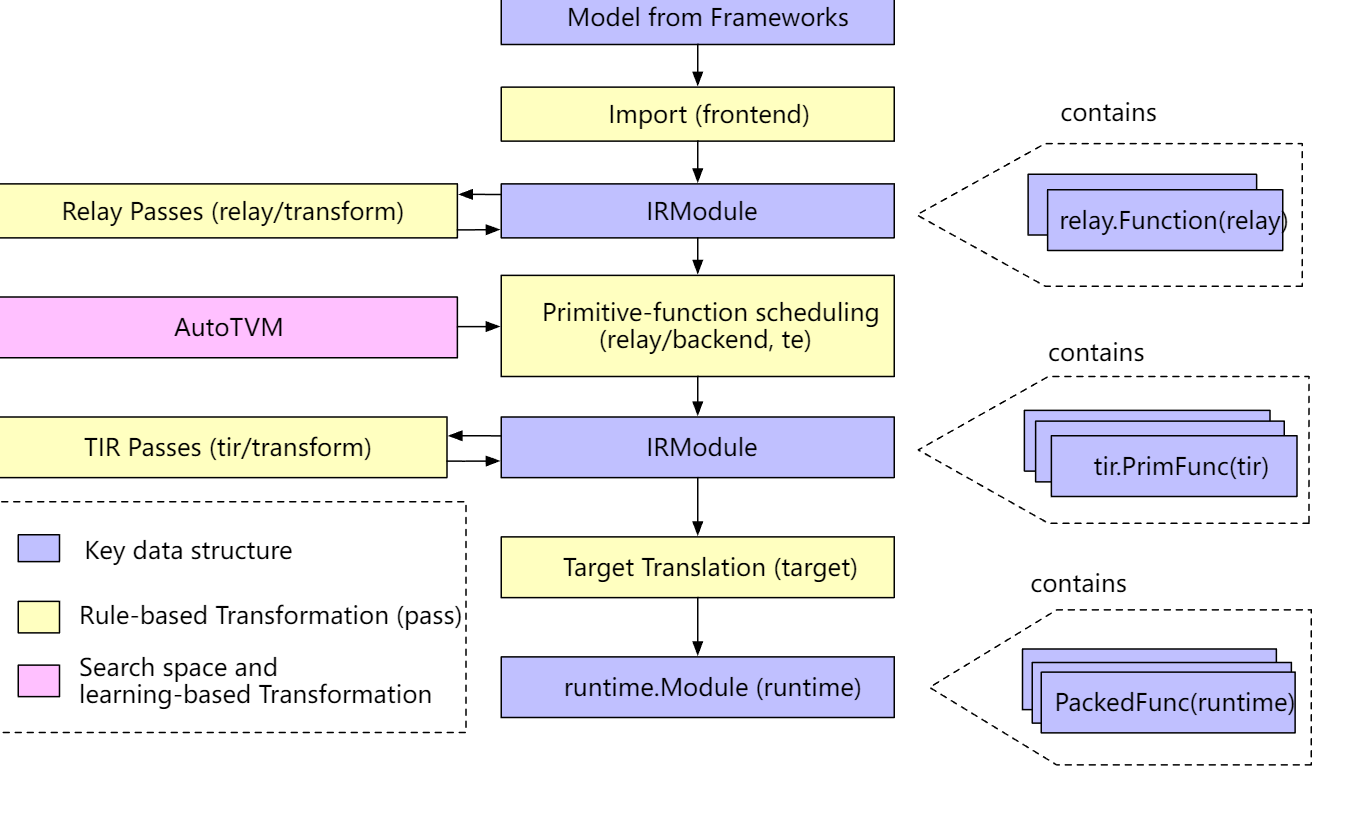 Model from Frameworks
Import (frontend)
contains
Relay Passes (relay/transform)
IRModule
relay.Function(relay)
AutoTVM
Primitive-function scheduling
(relay/backend, te)
contains
TIR Passes (tir/transform)
IRModule
tir.PrimFunc(tir)
Key data structure
Rule-based Transformation (pass)
Search space and
learning-based Transformation
Target Translation (target)
contains
runtime.Module (runtime)
PackedFunc(runtime)